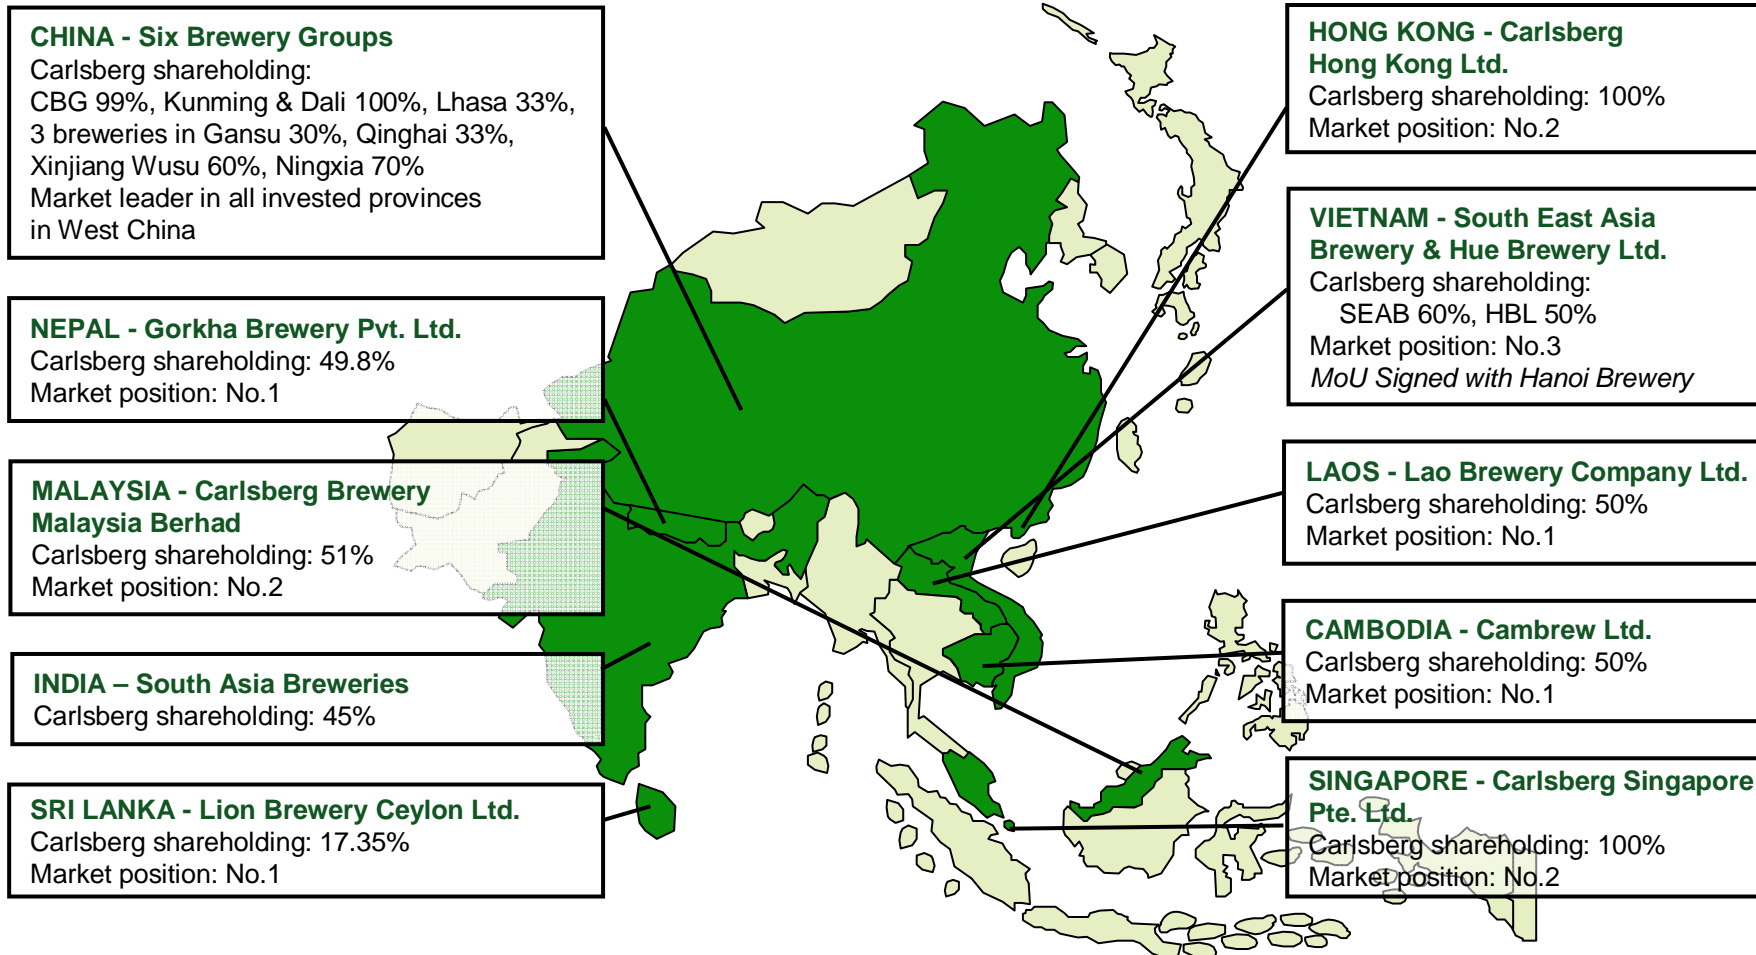 CHINA - Six Brewery Groups
Carlsberg shareholding:
CBG 99%, Kunming & Dali 100%, Lhasa 33%,
3 breweries in Gansu 30%, Qinghai 33%,
Xinjiang Wusu 60%, Ningxia 70%
Market leader in all invested provinces
in West China
NEPAL - Gorkha Brewery Pvt. Ltd.
Carlsberg shareholding: 49.8%
Market position: No.1
MALAYSIA - Carlsberg Brewery
Malaysia Berhad
Carlsberg shareholding: 51%
Market position: No.2
INDIA – South Asia Breweries
Carlsberg shareholding: 45%
SRI LANKA - Lion Brewery Ceylon Ltd.
Carlsberg shareholding: 17.35%
Market position: No.1
HONG KONG - Carlsberg
Hong Kong Ltd.
Carlsberg shareholding: 100%
Market position: No.2
VIETNAM - South East Asia
Brewery & Hue Brewery Ltd.
Carlsberg shareholding:
SEAB 60%, HBL 50%
Market position: No.3
MoU Signed with Hanoi Brewery
LAOS - Lao Brewery Company Ltd.
Carlsberg shareholding: 50%
Market position: No.1
CAMBODIA - Cambrew Ltd.
Carlsberg shareholding: 50%
Market position: No.1
SINGAPORE - Carlsberg Singapore
Pte. Ltd.
Carlsberg shareholding: 100%
Market position: No.2